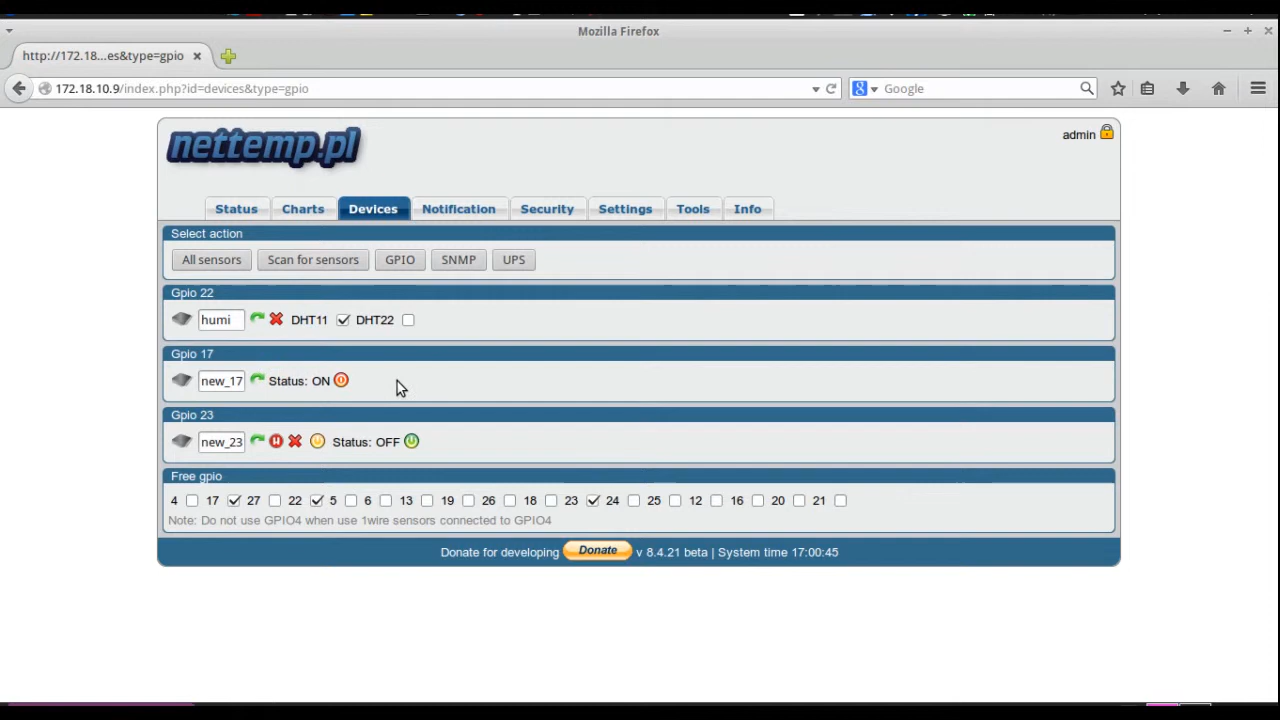 Mozilla Firefox
http://172.18...es&type=gpio
172.18.10.9/index.php?id=devices&type=gpio
Google
nettemp.pl
admin
Status Charts Devices Notification Security Settings Tools Info
Select action
All sensors Scan for sensors GPIO SNMP UPS
Gpio 22
humi DHT11 DHT22
Gpio 17
new_17 Status: ON
Gpio 23
new_23 Status: OFF
Free gpio
4 17 27 22 5 6 13 19 26 18 23 24 25 12 16 20 21
Note: Do not use GPIO4 when use 1wire sensors connected to GPIO4
Donate for developing Donate v 8.4.21 beta | System time 17:00:45